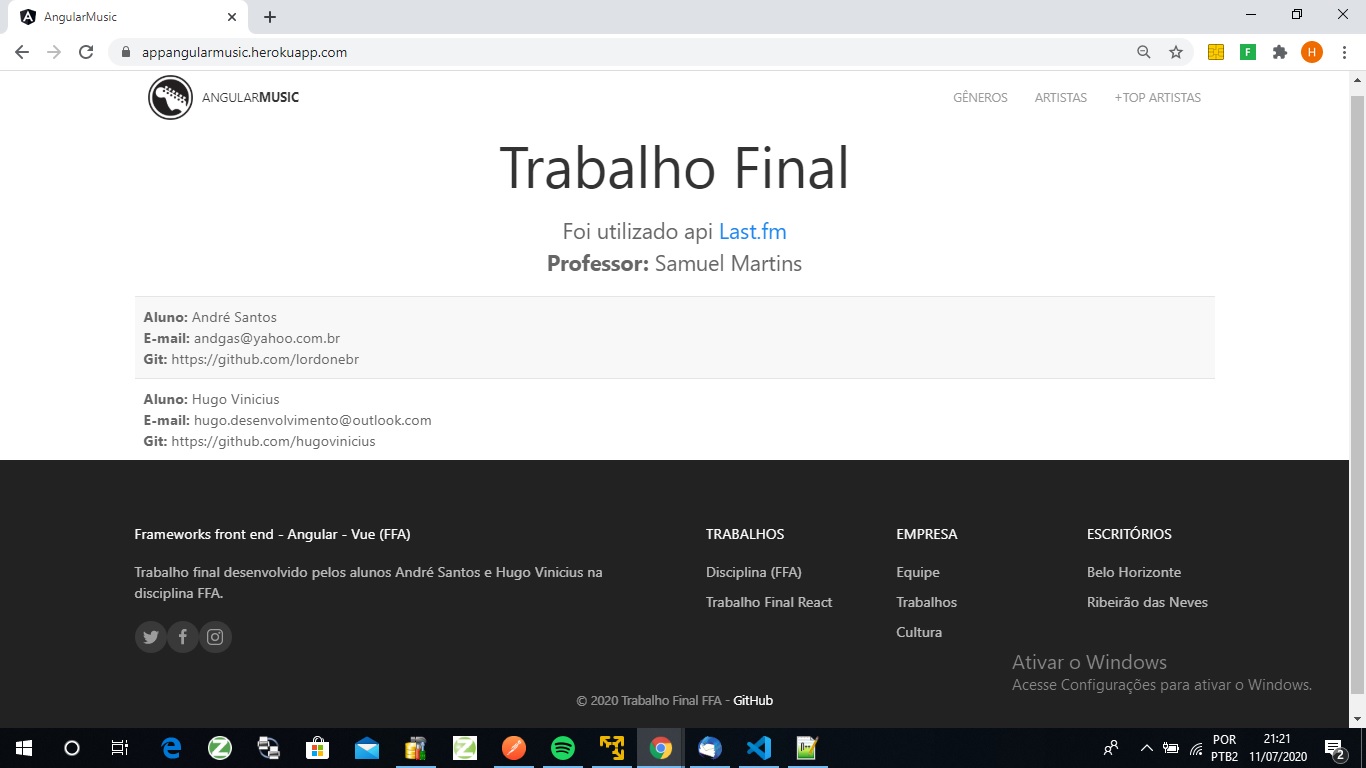 AngularMusic
appangularmusic.herokuapp.com
F
H
ANGULARMUSIC
GÊNEROS
ARTISTAS
+TOP ARTISTAS
Trabalho Final
Foi utilizado api Last.fm
Professor: Samuel Martins
Aluno: André Santos
E-mail: andgas@yahoo.com.br
Git: https://github.com/lordonebr
Aluno: Hugo Vinicius
E-mail: hugo.desenvolvimento@outlook.com
Git: https://github.com/hugovinicius
Frameworks front end - Angular - Vue (FFA)
Trabalho final desenvolvido pelos alunos André Santos e Hugo Vinicius na
disciplina FFA.
TRABALHOS
Disciplina (FFA)
Trabalho Final React
EMPRESA
Equipe
Trabalhos
Cultura
ESCRITÓRIOS
Belo Horizonte
Ribeirão das Neves
Ativar o Windows
Acesse Configurações para ativar o Windows.
© 2020 Trabalho Final FFA - GitHub
POR
PTB2
21:21
11/07/2020
2